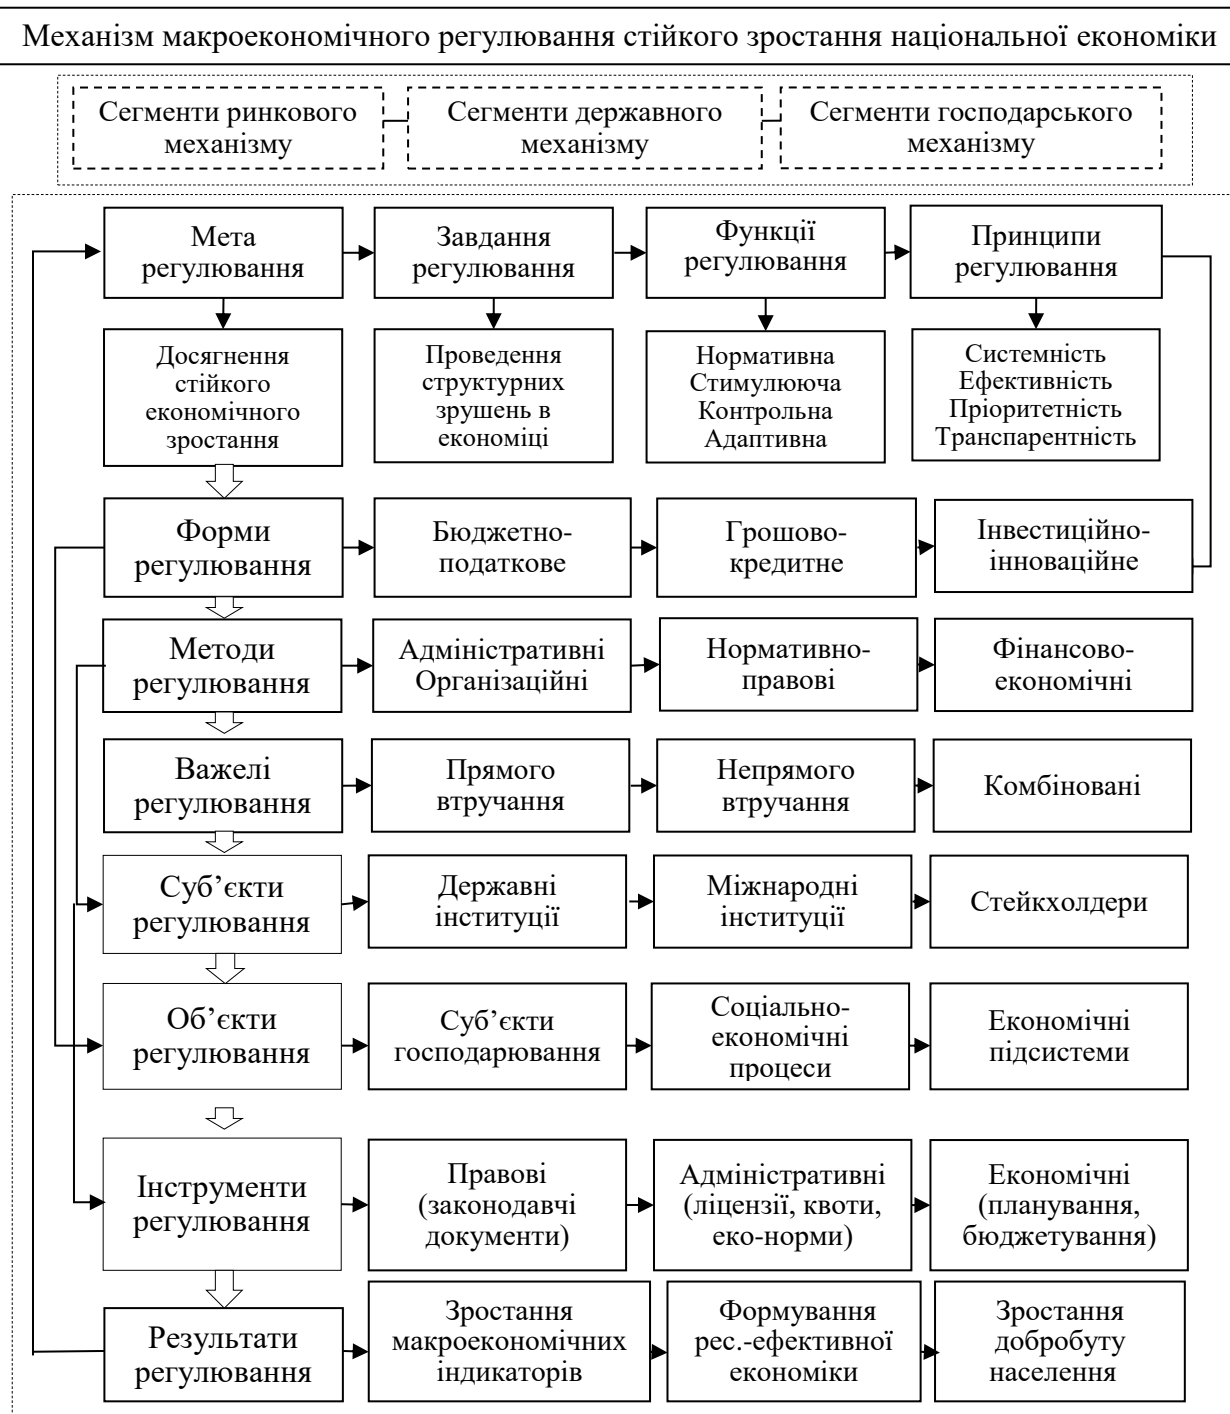 Механізм макроекономічного регулювання стійкого зростання національної економіки
Сегменти ринкового
механізму
Сегменти державного
механізму
Сегменти господарського
механізму
Мета
регулювання
Завдання
регулювання
Функції
регулювання
Принципи
регулювання
Досягнення
стійкого
економічного
зростання
Проведення
структурних
зрушень в
економіці
Нормативна
Стимулююча
Контрольна
Адаптивна
Системність
Ефективність
Пріоритетність
Транспарентність
Форми
регулювання
Бюджетно-
податкове
Грошово-
кредитне
Інвестиційно-
інноваційне
Методи
регулювання
Адміністративні
Організаційні
Нормативно-
правові
Фінансово-
економічні
Важелі
регулювання
Прямого
втручання
Непрямого
втручання
Комбіновані
Суб’єкти
регулювання
Державні
інституції
Міжнародні
інституції
Стейкхолдери
Об’єкти
регулювання
Суб’єкти
господарювання
Соціально-
економічні
процеси
Економічні
підсистеми
Інструменти
регулювання
Правові
(законодавчі
документи)
Адміністративні
(ліцензії, квоти,
еко-норми)
Економічні
(планування,
бюджетування)
Результати
регулювання
Зростання
макроекономічних
індикаторів
Формування
рес.-ефективної
економіки
Зростання
добробуту
населення